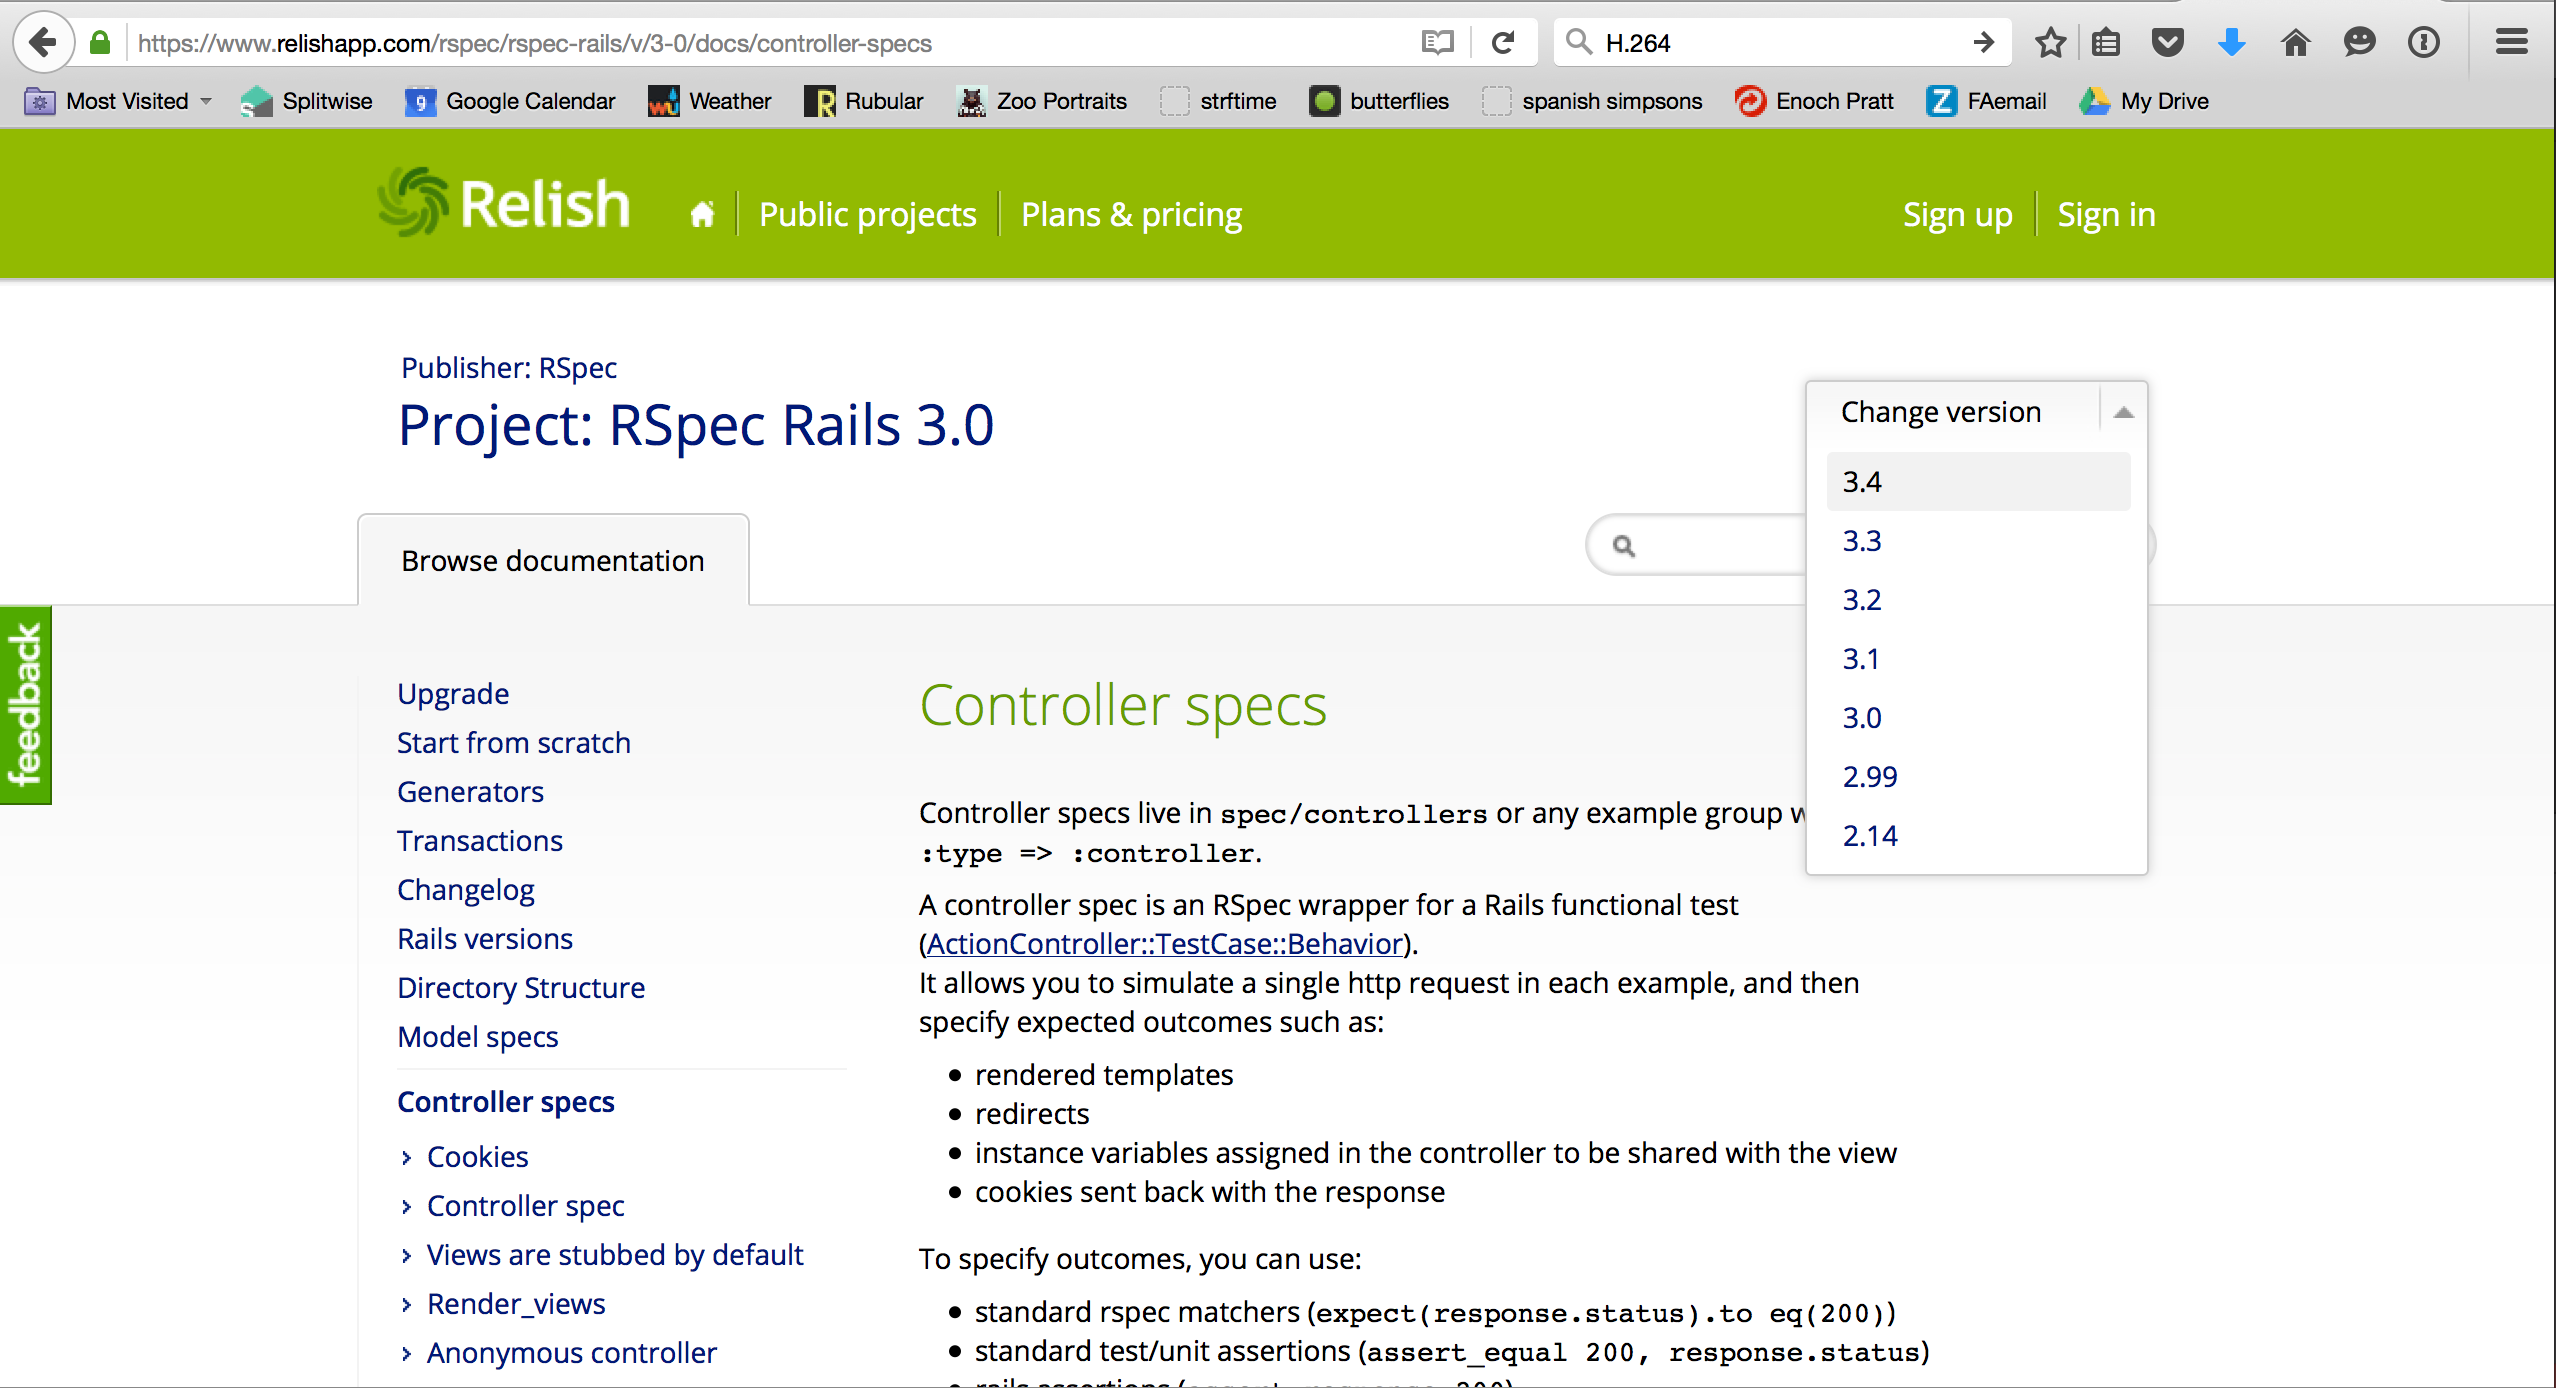 https://www.relishapp.com/rspec/rspec-rails/v/3-0/docs/controller-specs
H.264
Most Visited
Splitwise
9
Google Calendar
wu
Weather
R
Rubular
Zoo Portraits
strftime
butterflies
spanish simpsons
Enoch Pratt
Z
FAemail
My Drive
Relish
Public projects
Plans & pricing
Sign up
Sign in
Publisher: RSpec
Project: RSpec Rails 3.0
Change version
3.4
3.3
3.2
3.1
3.0
2.99
2.14
Browse documentation
feedback
Upgrade
Start from scratch
Generators
Transactions
Changelog
Rails versions
Directory Structure
Model specs
Controller specs
Cookies
Controller spec
Views are stubbed by default
Render_views
Anonymous controller
Controller specs
Controller specs live in spec/controllers or any example group
:type => :controller.
A controller spec is an RSpec wrapper for a Rails functional test
(ActionController::TestCase::Behavior).
It allows you to simulate a single http request in each example, and then
specify expected outcomes such as:
rendered templates
redirects
instance variables assigned in the controller to be shared with the view
cookies sent back with the response
To specify outcomes, you can use:
standard rspec matchers (expect(response.status).to eq(200))
standard test/unit assertions (assert_equal 200, response.status)